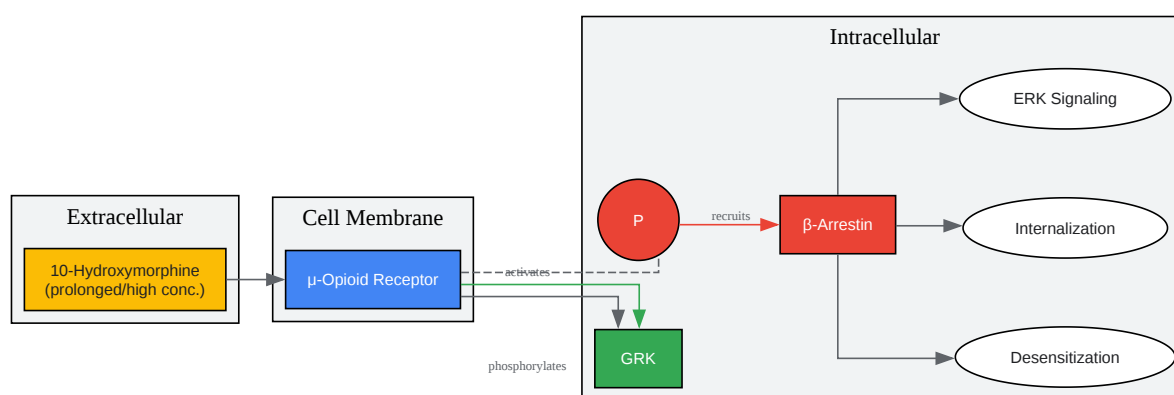 Intracellular
ERK Signaling
Extracellular
Cell Membrane
P
recruits
β-Arrestin
Internalization
10-Hydroxymorphine
(prolonged/high conc.)
μ-Opioid Receptor
activates
phosphorylates
GRK
Desensitization